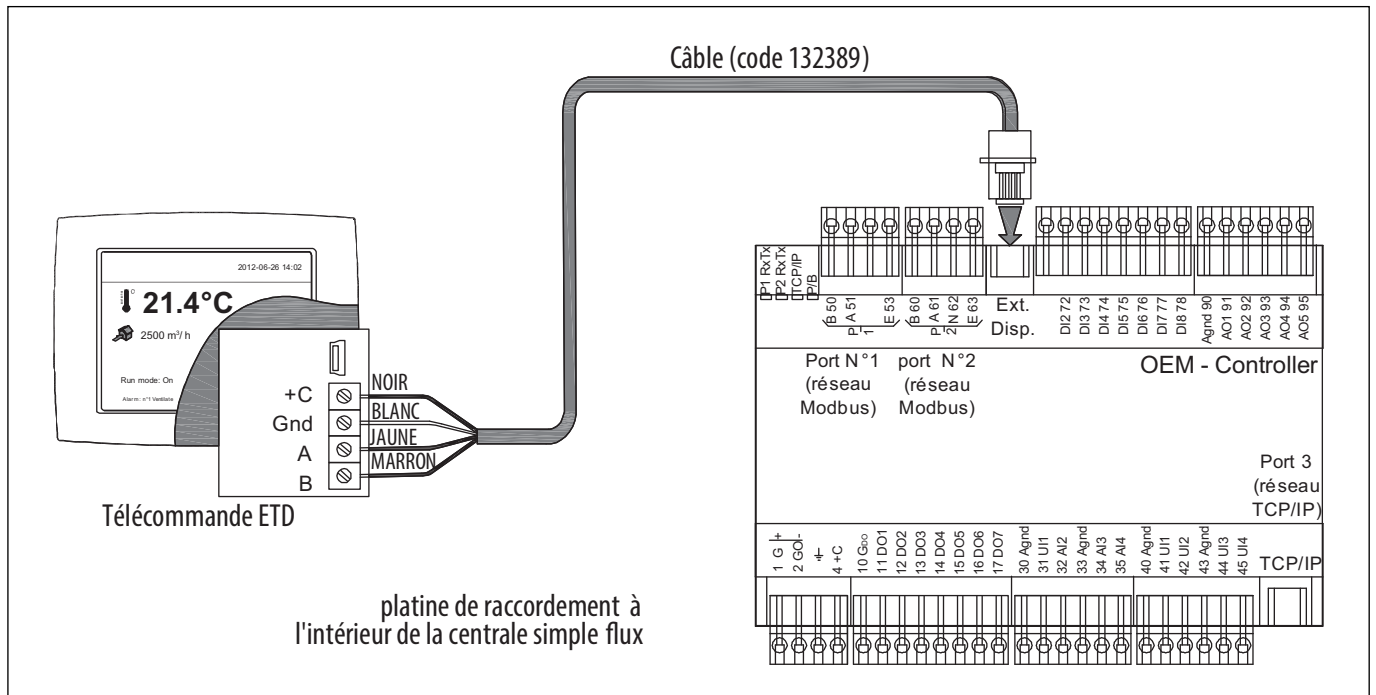 Câble (code 132389)
2012-06-26 14:02
21.4°C
2500 m³/ h
Run mode: On
Alarm: n°1 Ventilate
+C
Gnd
A
B
NOIR
BLANC
JAUNE
MARRON
Télécommande ETD
P1 RxTx
P2 RxTx
TCP/IP
P/B
B 50
A 51
E 53
P 1
B 60
A 61
N 62
E 63
P 2
Ext.
Disp.
DI2 72
DI3 73
DI4 74
DI5 75
DI6 76
DI7 77
DI8 78
Agnd 90
AO1 91
AO2 92
AO3 93
AO4 94
AO5 95
Port N°1
(réseau
Modbus)
port N°2
(réseau
Modbus)
OEM - Controller
Port 3
(réseau
TCP/IP)
1 G +
2 GO -
4 +C
10 GDO
11 DO1
12 DO2
13 DO3
14 DO4
15 DO5
16 DO6
17 DO7
30 Agnd
31 UI1
32 AI2
33 Agnd
34 AI3
35 AI4
40 Agnd
41 UI1
42 UI2
43 Agnd
44 UI3
45 UI4
TCP/IP
platine de raccordement à
l'intérieur de la centrale simple flux